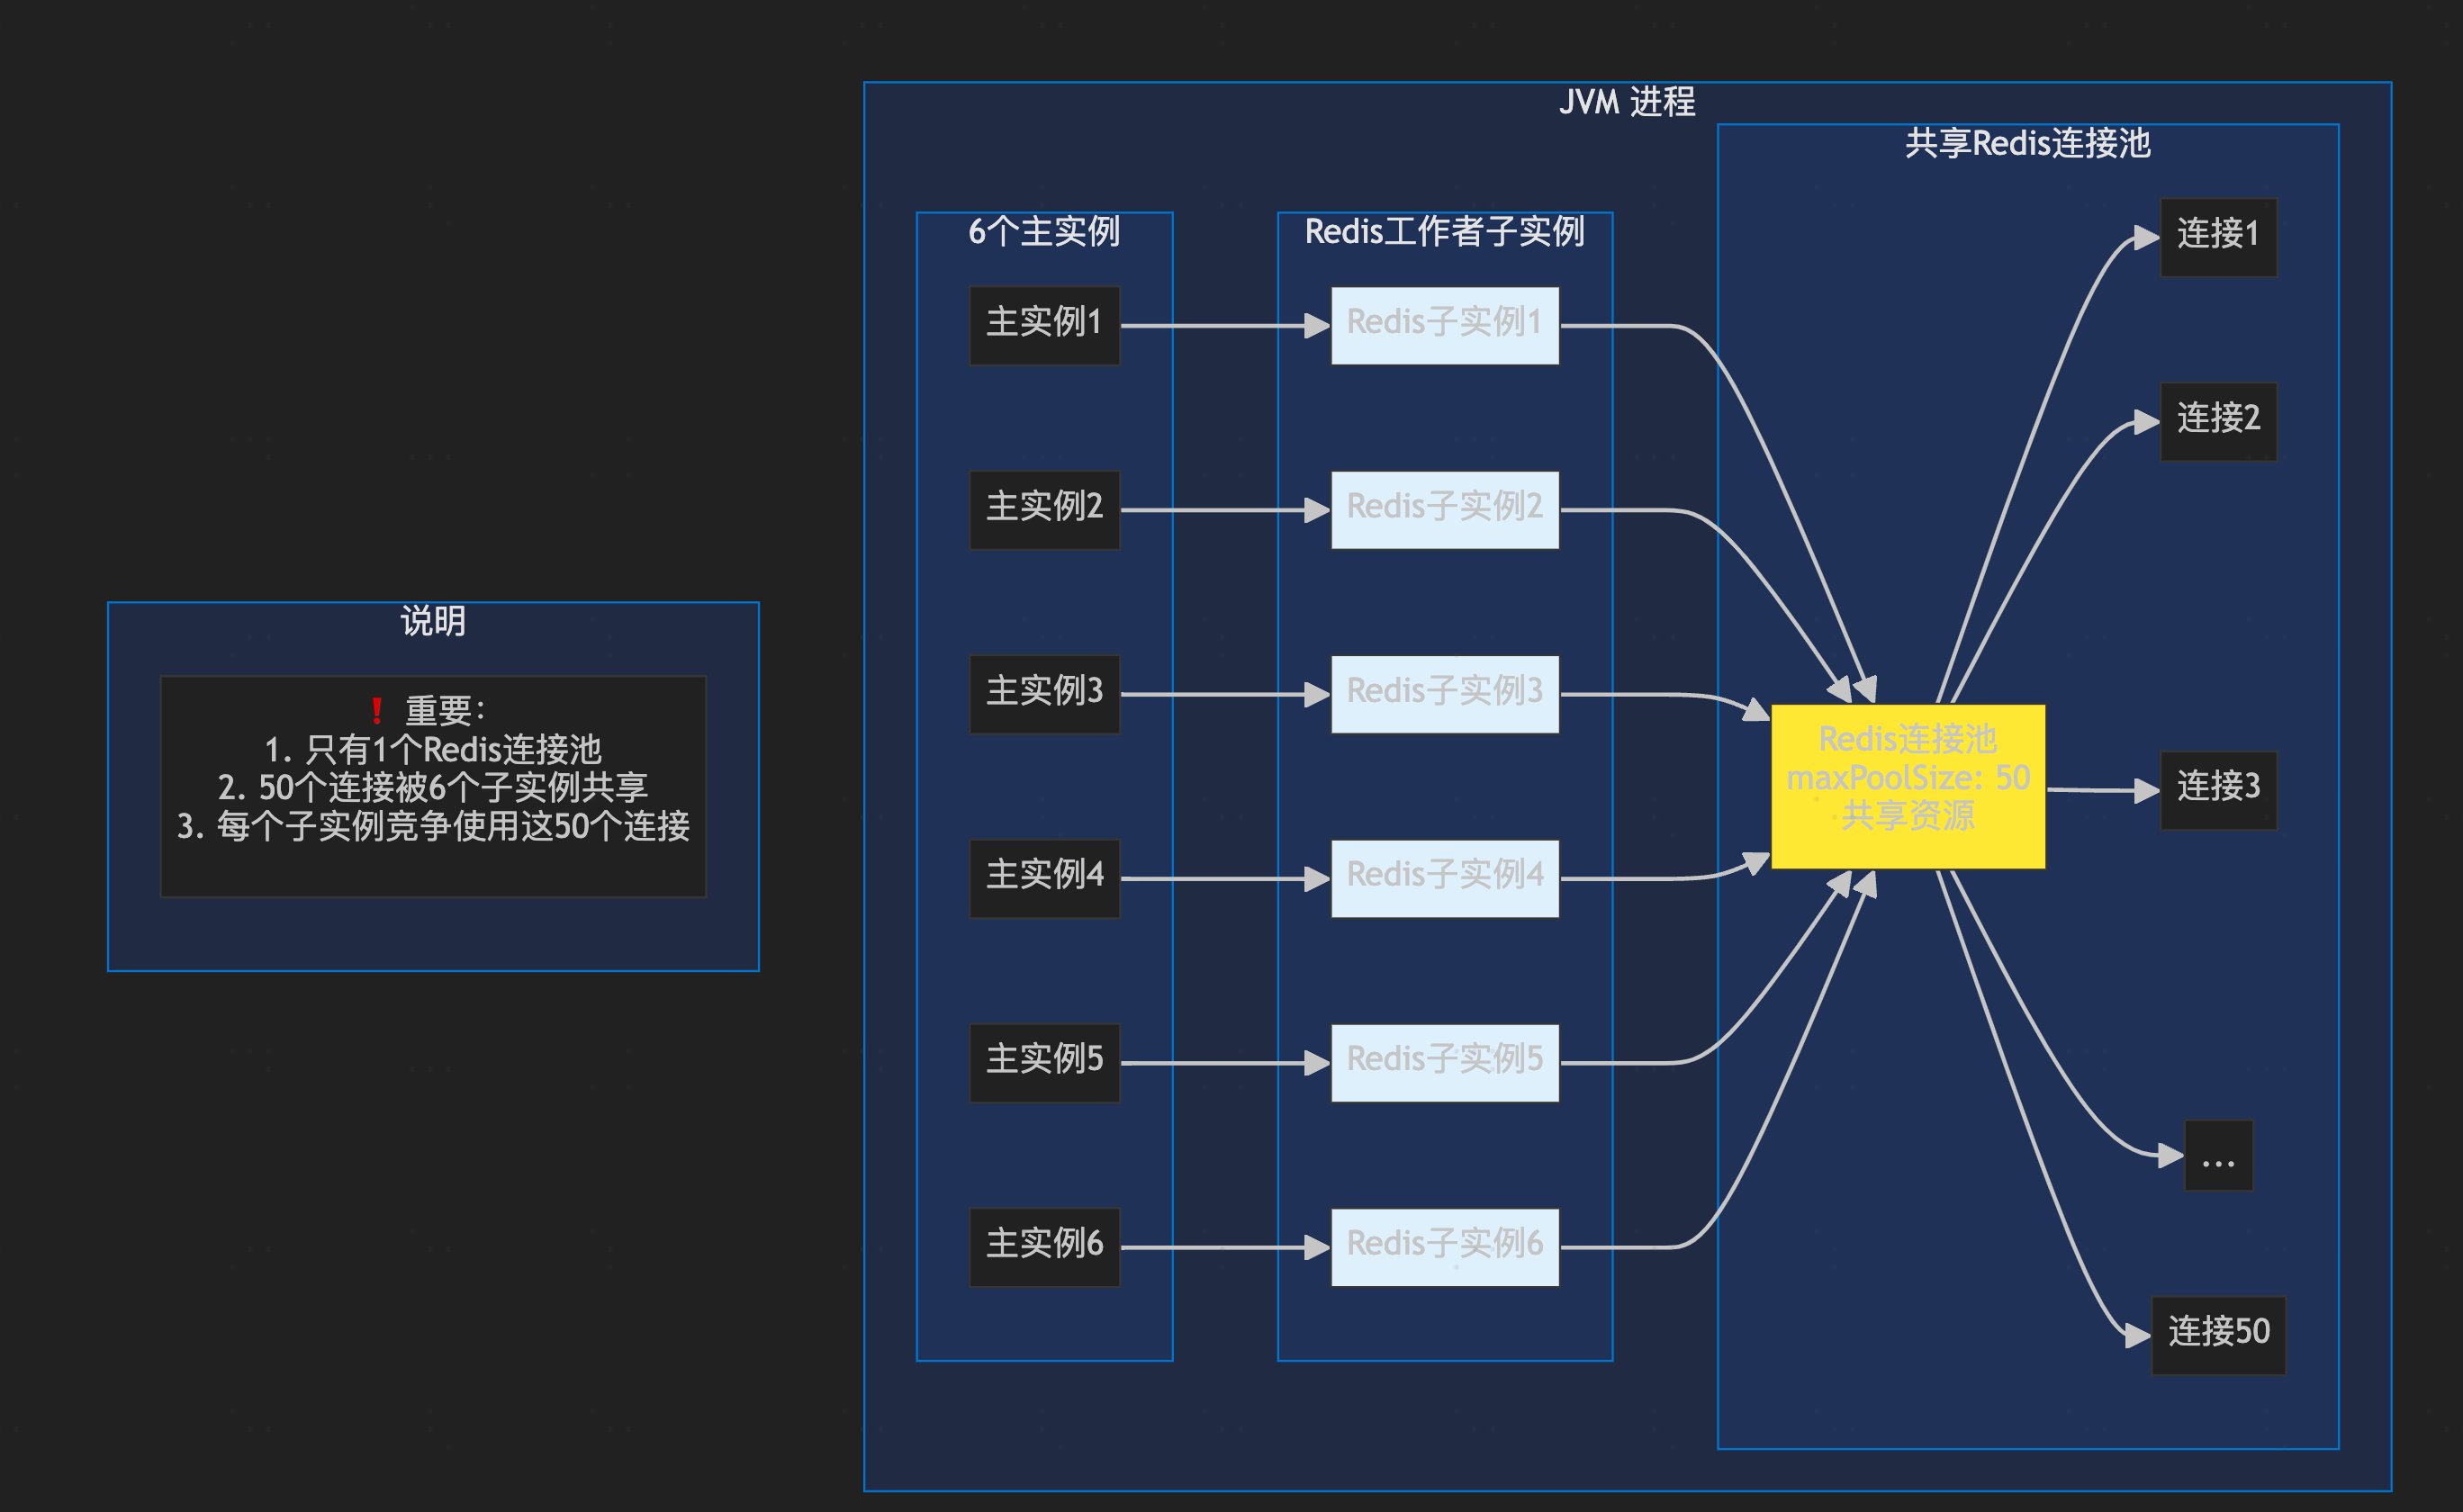 JVM 进程
共享Redis连接池
6个主实例
Redis工作者子实例
连接1
主实例1
Redis子实例1
连接2
主实例2
Redis子实例2
说明
❗ 重要：
1. 只有1个Redis连接池
2. 50个连接被6个子实例共享
3. 每个子实例竞争使用这50个连接
主实例3
Redis子实例3
Redis连接池
maxPoolSize: 50
共享资源
连接3
主实例4
Redis子实例4
主实例5
Redis子实例5
...
主实例6
Redis子实例6
连接50